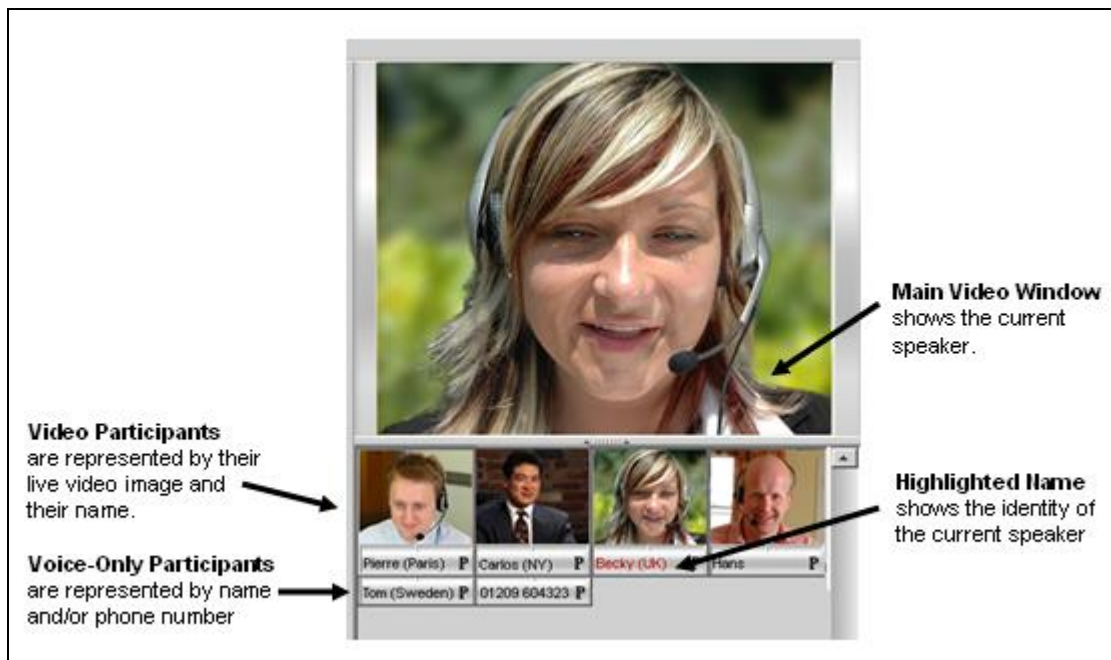 Main Video Window
shows the current
speaker.
Video Participants
are represented by their
live video image and
their name.
Highlighted Name
shows the identity of
the current speaker
Voice-Only Participants
are represented by name
and/or phone number
Pierre (Paris) P
Carlos (NY) P
Becky (UK) P
Hans P
Tom (Sweden) P
01209 604323 P